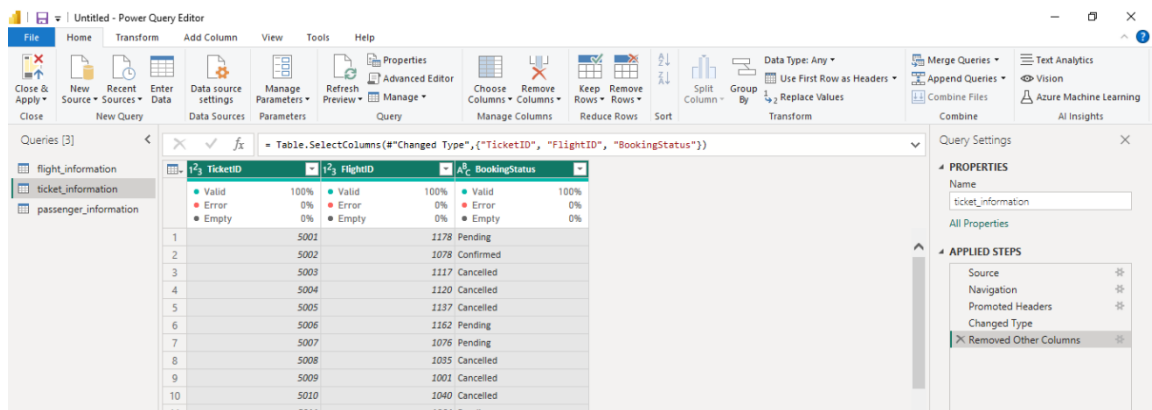 Untitled - Power Query Editor
File Home Transform Add Column View Tools Help
Close & Apply
New Source
Recent Sources
Enter Data
Data source settings
Manage Parameters
Refresh Preview
Properties
Advanced Editor
Manage
Choose Columns
Remove Columns
Keep Rows
Remove Rows
Split Column
Group By
Data Type: Any
Use First Row as Headers
Replace Values
Merge Queries
Append Queries
Combine Files
Text Analytics
Vision
Azure Machine Learning
Close New Query Data Sources Parameters Query Manage Columns Reduce Rows Sort Transform Combine AI Insights
Queries [3]
flight_information
ticket_information
passenger_information
fx = Table.SelectColumns(#"Changed Type",{"TicketID", "FlightID", "BookingStatus"})
123 TicketID 123 FlightID ABC BookingStatus
Valid 100% Valid 100% Valid 100%
Error 0% Error 0% Error 0%
Empty 0% Empty 0% Empty 0%
1 5001 1178 Pending
2 5002 1078 Confirmed
3 5003 1117 Cancelled
4 5004 1120 Cancelled
5 5005 1137 Cancelled
6 5006 1162 Pending
7 5007 1076 Pending
8 5008 1035 Cancelled
9 5009 1001 Cancelled
10 5010 1040 Cancelled
Query Settings
PROPERTIES
Name
ticket_information
All Properties
APPLIED STEPS
Source
Navigation
Promoted Headers
Changed Type
Removed Other Columns